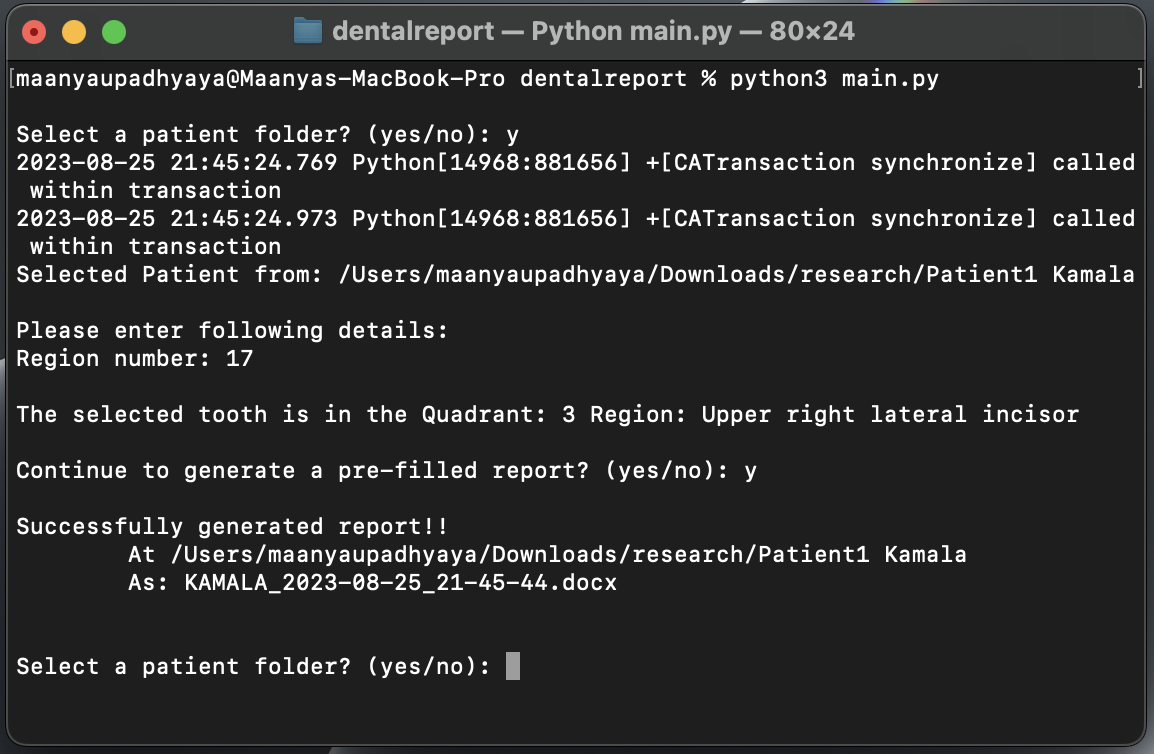 dentalreport — Python main.py — 80×24
[maanyaupadhyaya@Maanyas-MacBook-Pro dentalreport % python3 main.py ]
Select a patient folder? (yes/no): y
2023-08-25 21:45:24.769 Python[14968:881656] +[CATransaction synchronize] called
 within transaction
2023-08-25 21:45:24.973 Python[14968:881656] +[CATransaction synchronize] called
 within transaction
Selected Patient from: /Users/maanyaupadhyaya/Downloads/research/Patient1 Kamala
Please enter following details:
Region number: 17
The selected tooth is in the Quadrant: 3 Region: Upper right lateral incisor
Continue to generate a pre-filled report? (yes/no): y
Successfully generated report!!
        At /Users/maanyaupadhyaya/Downloads/research/Patient1 Kamala
        As: KAMALA_2023-08-25_21-45-44.docx
Select a patient folder? (yes/no):